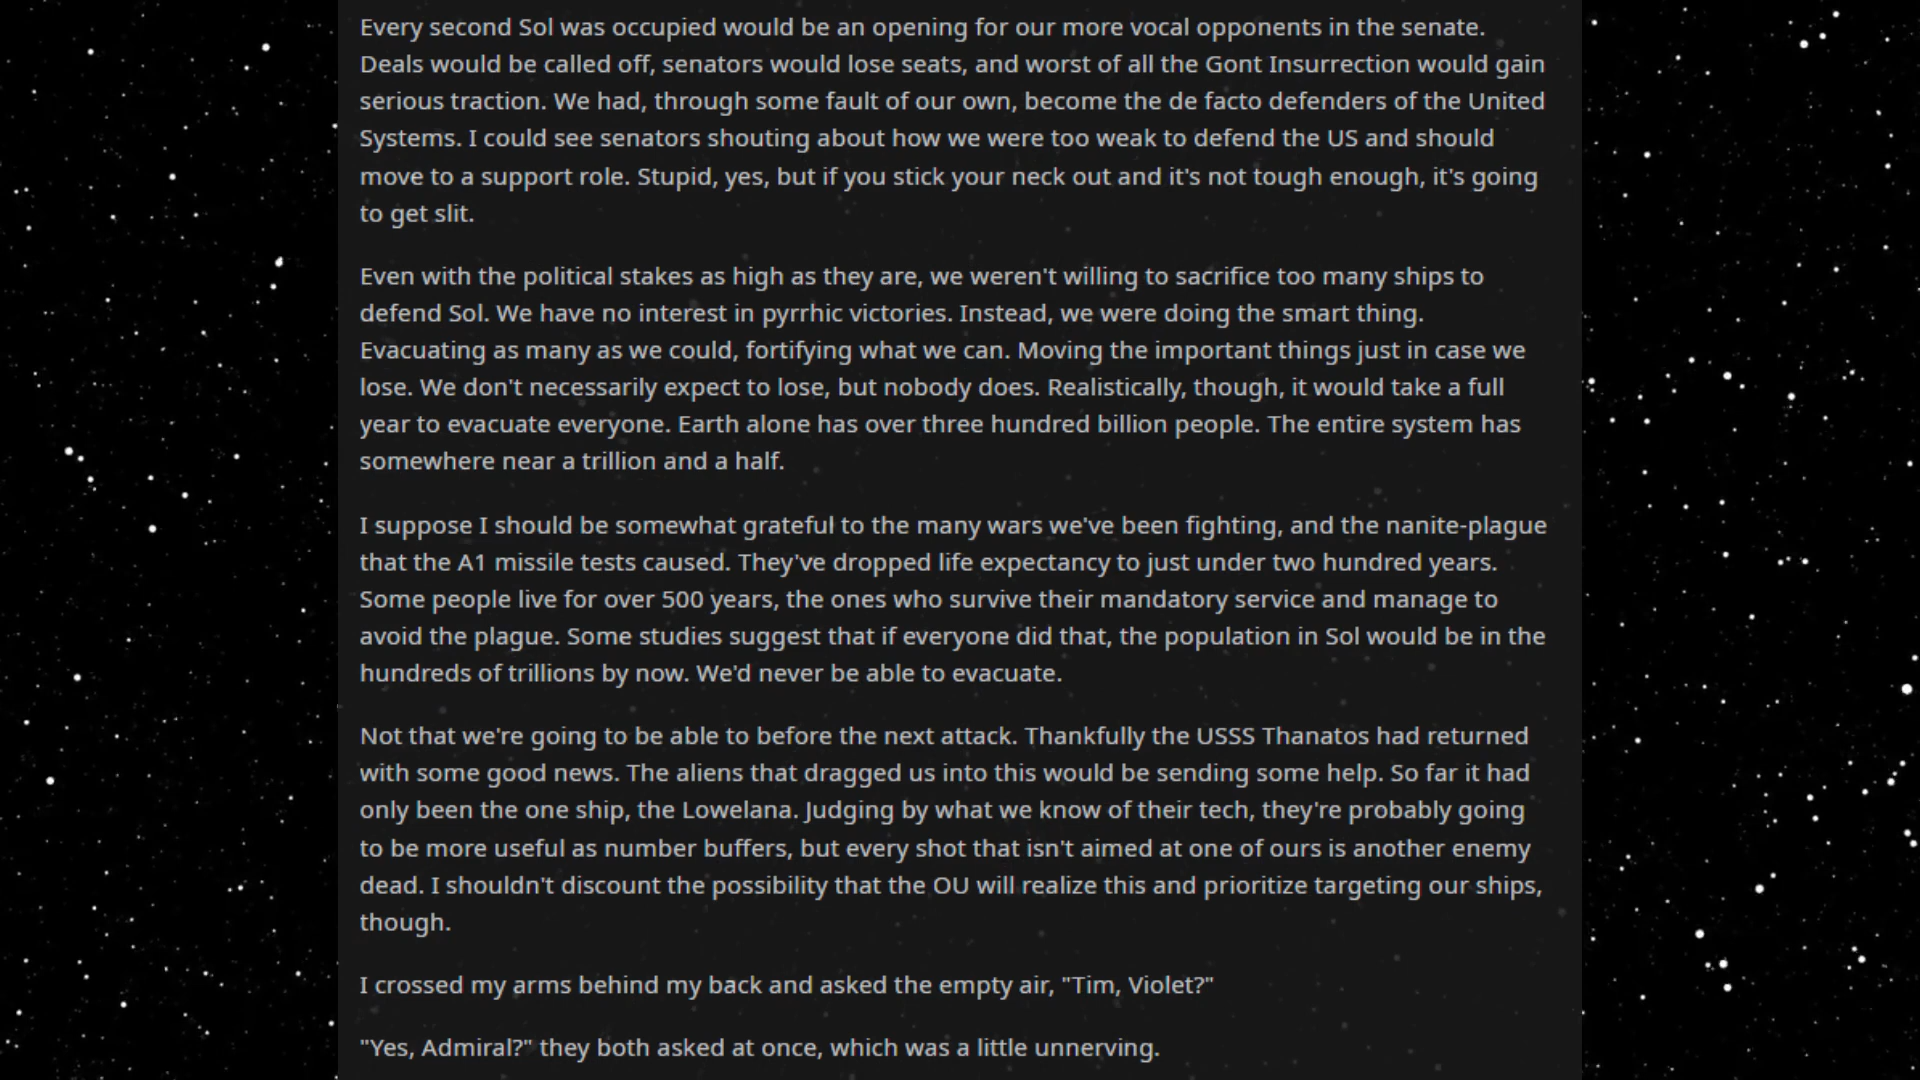 Every second Sol was occupied would be an opening for our more vocal opponents in the senate.
Deals would be called off, senators would lose seats, and worst of all the Gont Insurrection would gain
serious traction. We had, through some fault of our own, become the de facto defenders of the United
Systems. I could see senators shouting about how we were too weak to defend the US and should
move to a support role. Stupid, yes, but if you stick your neck out and it's not tough enough, it's going
to get slit.
Even with the political stakes as high as they are, we weren't willing to sacrifice too many ships to
defend Sol. We have no interest in pyrrhic victories. Instead, we were doing the smart thing.
Evacuating as many as we could, fortifying what we can. Moving the important things just in case we
lose. We don't necessarily expect to lose, but nobody does. Realistically, though, it would take a full
year to evacuate everyone. Earth alone has over three hundred billion people. The entire system has
somewhere near a trillion and a half.
I suppose I should be somewhat grateful to the many wars we've been fighting, and the nanite-plague
that the A1 missile tests caused. They've dropped life expectancy to just under two hundred years.
Some people live for over 500 years, the ones who survive their mandatory service and manage to
avoid the plague. Some studies suggest that if everyone did that, the population in Sol would be in the
hundreds of trillions by now. We'd never be able to evacuate.
Not that we're going to be able to before the next attack. Thankfully the USSS Thanatos had returned
with some good news. The aliens that dragged us into this would be sending some help. So far it had
only been the one ship, the Lowelana. Judging by what we know of their tech, they're probably going
to be more useful as number buffers, but every shot that isn't aimed at one of ours is another enemy
dead. I shouldn't discount the possibility that the OU will realize this and prioritize targeting our ships,
though.
I crossed my arms behind my back and asked the empty air, "Tim, Violet?"
"Yes, Admiral?" they both asked at once, which was a little unnerving.